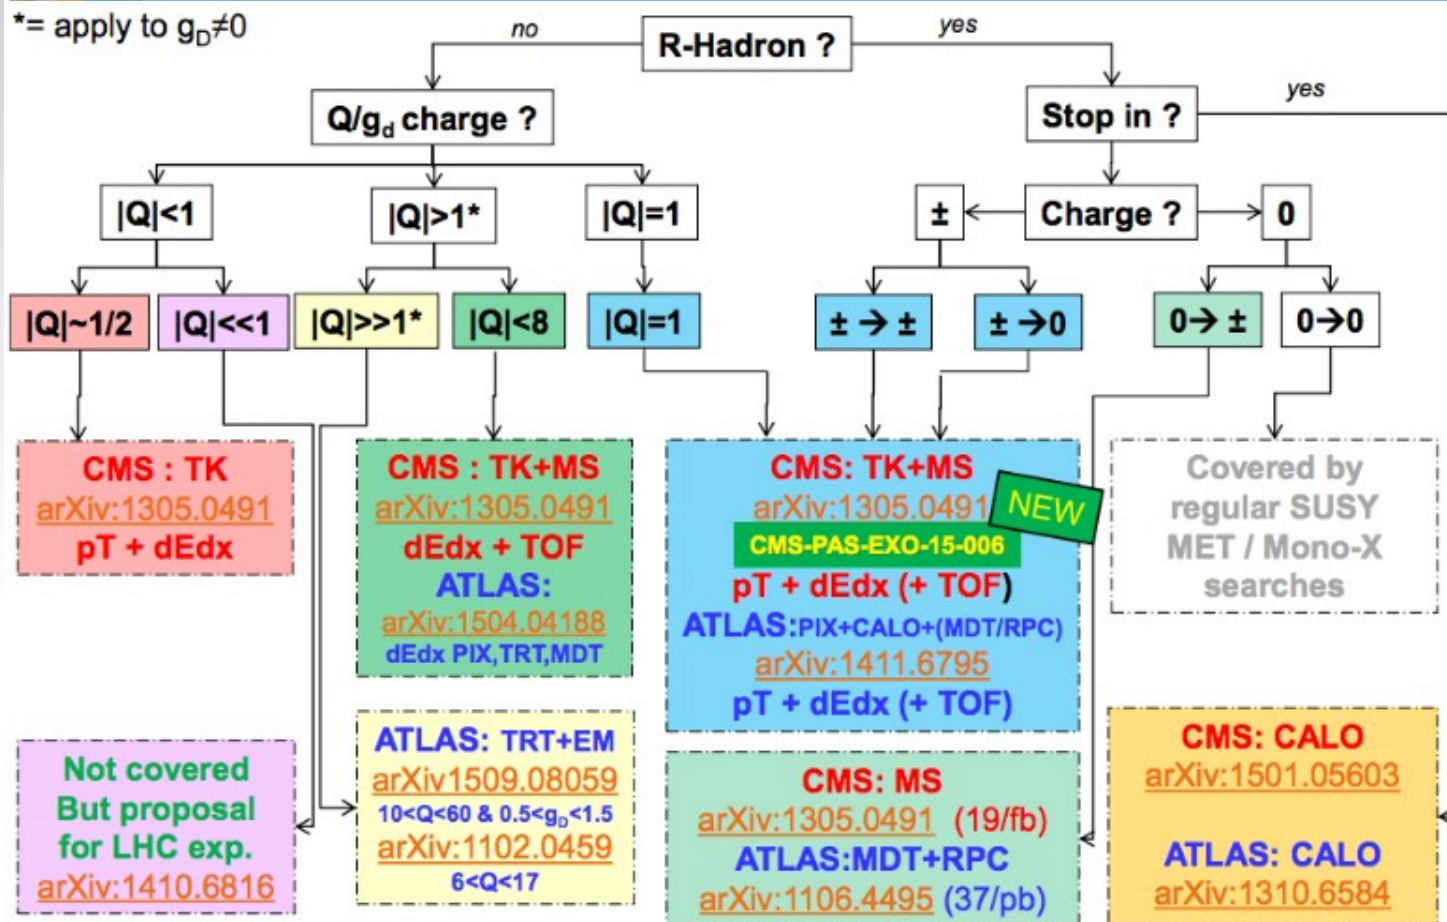 *= apply to gD≠0
no
R-Hadron ?
yes
Q/gd charge ?
Stop in ?
yes
|Q|<1
|Q|>1*
|Q|=1
±
Charge ?
0
|Q|~1/2
|Q|<<1
|Q|>>1*
|Q|<8
|Q|=1
± → ±
± →0
0→ ±
0→0
CMS : TK
arXiv:1305.0491
pT + dEdx
CMS : TK+MS
arXiv:1305.0491
dEdx + TOF
ATLAS:
arXiv:1504.04188
dEdx PIX,TRT,MDT
CMS: TK+MS
arXiv:1305.0491
NEW
CMS-PAS-EXO-15-006
pT + dEdx (+ TOF)
ATLAS:PIX+CALO+(MDT/RPC)
arXiv:1411.6795
pT + dEdx (+ TOF)
Covered by
regular SUSY
MET / Mono-X
searches
Not covered
But proposal
for LHC exp.
arXiv:1410.6816
ATLAS: TRT+EM
arXiv1509.08059
10<Q<60 & 0.5<gD<1.5
arXiv:1102.0459
6<Q<17
CMS: MS
arXiv:1305.0491 (19/fb)
ATLAS:MDT+RPC
arXiv:1106.4495 (37/pb)
CMS: CALO
arXiv:1501.05603
ATLAS: CALO
arXiv:1310.6584